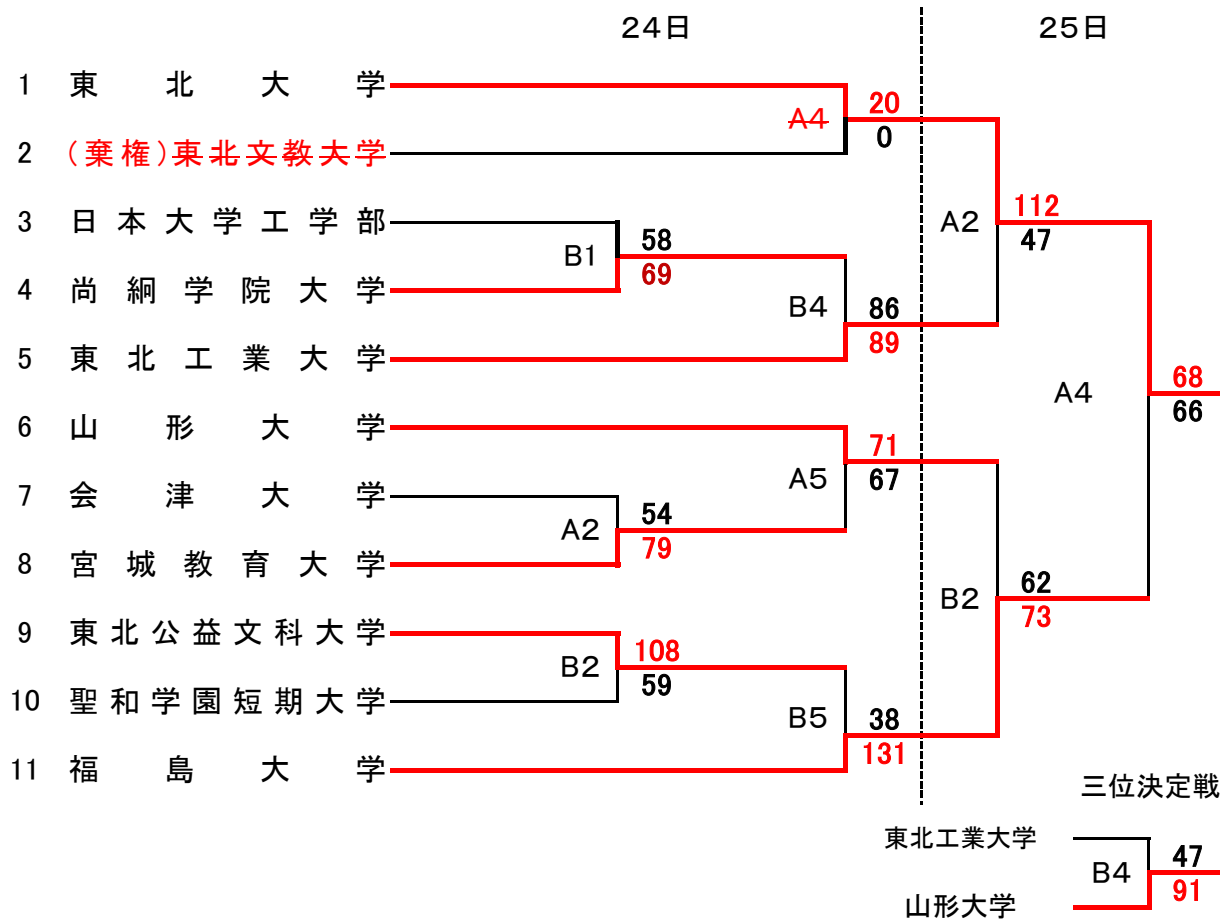 24日 25日
1 東北大学
20
A4
0
2 (棄権)東北文教大学
3 日本大学工学部
112
A2
47
58
B1
69
4 尚絅学院大学
B4
86
89
5 東北工業大学
68
A4
66
6 山形大学
71
A5
67
7 会津大学
54
A2
79
8 宮城教育大学
62
B2
73
9 東北公益文科大学
108
B2
59
10 聖和学園短期大学
B5
38
131
11 福島大学
三位決定戦
東北工業大学
47
B4
91
山形大学